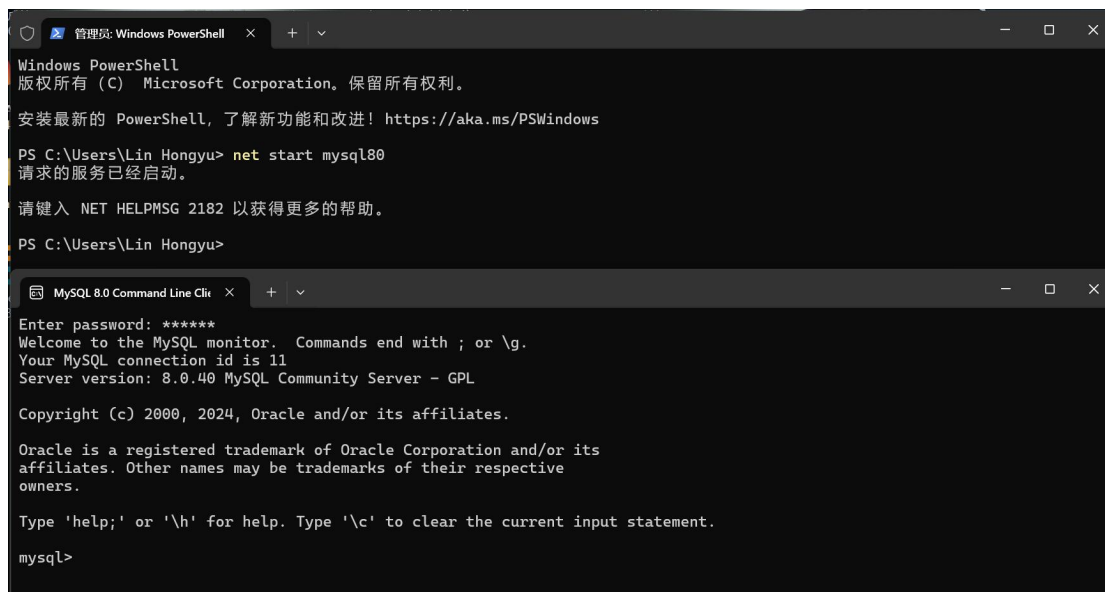 管理员: Windows PowerShell
Windows PowerShell
版权所有 (C) Microsoft Corporation。保留所有权利。
安装最新的 PowerShell，了解新功能和改进！https://aka.ms/PSWindows
PS C:\Users\Lin Hongyu> net start mysql80
请求的服务已经启动。
请键入 NET HELPMSG 2182 以获得更多的帮助。
PS C:\Users\Lin Hongyu>
MySQL 8.0 Command Line Clie
Enter password: ******
Welcome to the MySQL monitor.  Commands end with ; or \g.
Your MySQL connection id is 11
Server version: 8.0.40 MySQL Community Server - GPL
Copyright (c) 2000, 2024, Oracle and/or its affiliates.
Oracle is a registered trademark of Oracle Corporation and/or its
affiliates. Other names may be trademarks of their respective
owners.
Type 'help;' or '\h' for help. Type '\c' to clear the current input statement.
mysql>